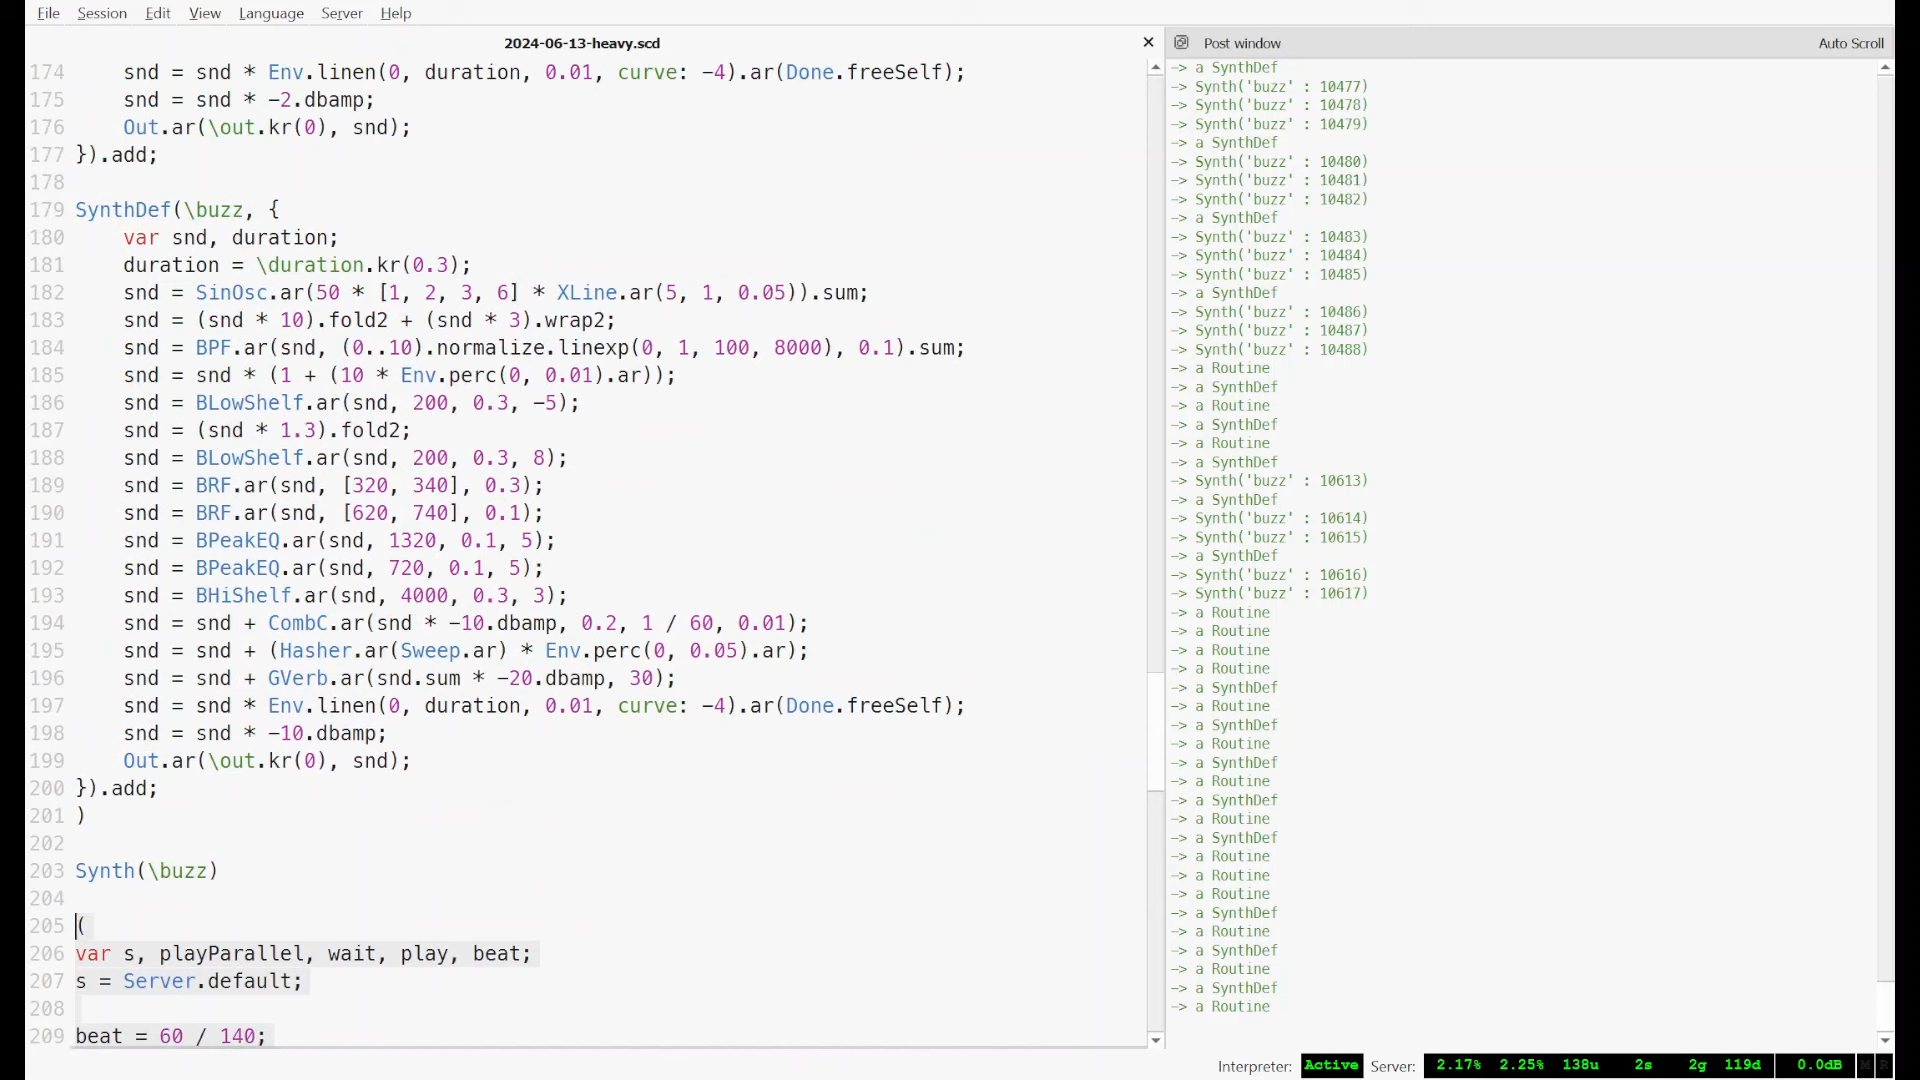 File Session Edit View Language Server Help
2024-06-13-heavy.scd
174 snd = snd * Env.linen(0, duration, 0.01, curve: -4).ar(Done.freeSelf);
175 snd = snd * -2.dbamp;
176 Out.ar(\out.kr(0), snd);
177 }).add;
178
179 SynthDef(\buzz, {
180 var snd, duration;
181 duration = \duration.kr(0.3);
182 snd = SinOsc.ar(50 * [1, 2, 3, 6] * XLine.ar(5, 1, 0.05)).sum;
183 snd = (snd * 10).fold2 + (snd * 3).wrap2;
184 snd = BPF.ar(snd, (0..10).normalize.linexp(0, 1, 100, 8000), 0.1).sum;
185 snd = snd * (1 + (10 * Env.perc(0, 0.01).ar));
186 snd = BLowShelf.ar(snd, 200, 0.3, -5);
187 snd = (snd * 1.3).fold2;
188 snd = BLowShelf.ar(snd, 200, 0.3, 8);
189 snd = BRF.ar(snd, [320, 340], 0.3);
190 snd = BRF.ar(snd, [620, 740], 0.1);
191 snd = BPeakEQ.ar(snd, 1320, 0.1, 5);
192 snd = BPeakEQ.ar(snd, 720, 0.1, 5);
193 snd = BHiShelf.ar(snd, 4000, 0.3, 3);
194 snd = snd + CombC.ar(snd * -10.dbamp, 0.2, 1 / 60, 0.01);
195 snd = snd + (Hasher.ar(Sweep.ar) * Env.perc(0, 0.05).ar);
196 snd = snd + GVerb.ar(snd.sum * -20.dbamp, 30);
197 snd = snd * Env.linen(0, duration, 0.01, curve: -4).ar(Done.freeSelf);
198 snd = snd * -10.dbamp;
199 Out.ar(\out.kr(0), snd);
200 }).add;
201 )
202
203 Synth(\buzz)
204
205 (
206 var s, playParallel, wait, play, beat;
207 s = Server.default;
208
209 beat = 60 / 140;
Post window Auto Scroll
-> a SynthDef
-> Synth('buzz' : 10477)
-> Synth('buzz' : 10478)
-> Synth('buzz' : 10479)
-> a SynthDef
-> Synth('buzz' : 10480)
-> Synth('buzz' : 10481)
-> Synth('buzz' : 10482)
-> a SynthDef
-> Synth('buzz' : 10483)
-> Synth('buzz' : 10484)
-> Synth('buzz' : 10485)
-> a SynthDef
-> Synth('buzz' : 10486)
-> Synth('buzz' : 10487)
-> Synth('buzz' : 10488)
-> a Routine
-> a SynthDef
-> a Routine
-> a SynthDef
-> a Routine
-> a SynthDef
-> Synth('buzz' : 10613)
-> a SynthDef
-> Synth('buzz' : 10614)
-> Synth('buzz' : 10615)
-> a SynthDef
-> Synth('buzz' : 10616)
-> Synth('buzz' : 10617)
-> a Routine
-> a Routine
-> a Routine
-> a Routine
-> a SynthDef
-> a Routine
-> a SynthDef
-> a Routine
-> a SynthDef
-> a Routine
-> a SynthDef
-> a Routine
-> a SynthDef
-> a Routine
-> a Routine
-> a Routine
-> a SynthDef
-> a Routine
-> a SynthDef
-> a Routine
-> a SynthDef
-> a Routine
Interpreter: Active Server: 2.17% 2.25% 138u 2s 2g 119d 0.0dB M R